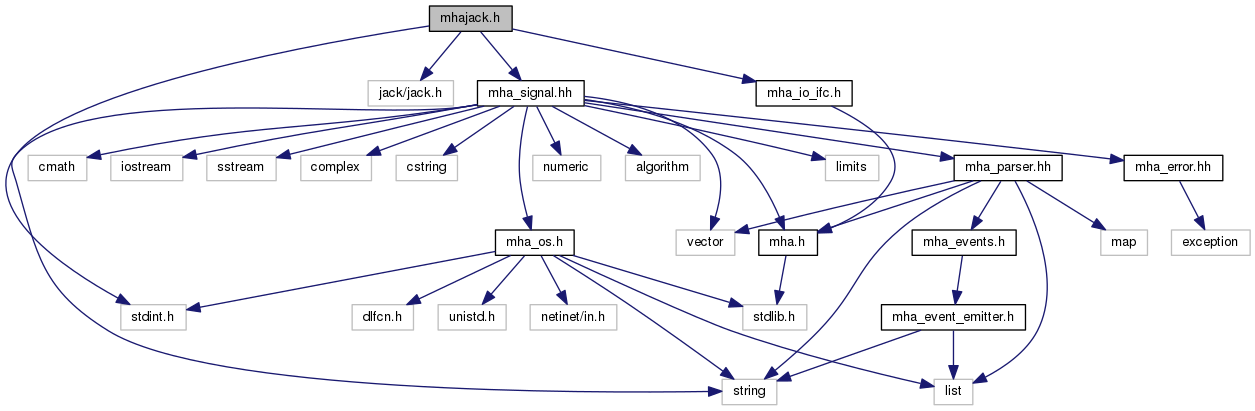 mhajack.h
jack/jack.h
mha_signal.hh
mha_io_ifc.h
cmath
iostream
sstream
complex
cstring
numeric
algorithm
limits
mha_parser.hh
mha_error.hh
vector
mha_os.h
mha.h
mha_events.h
map
exception
stdint.h
dlfcn.h
unistd.h
netinet/in.h
stdlib.h
mha_event_emitter.h
string
list